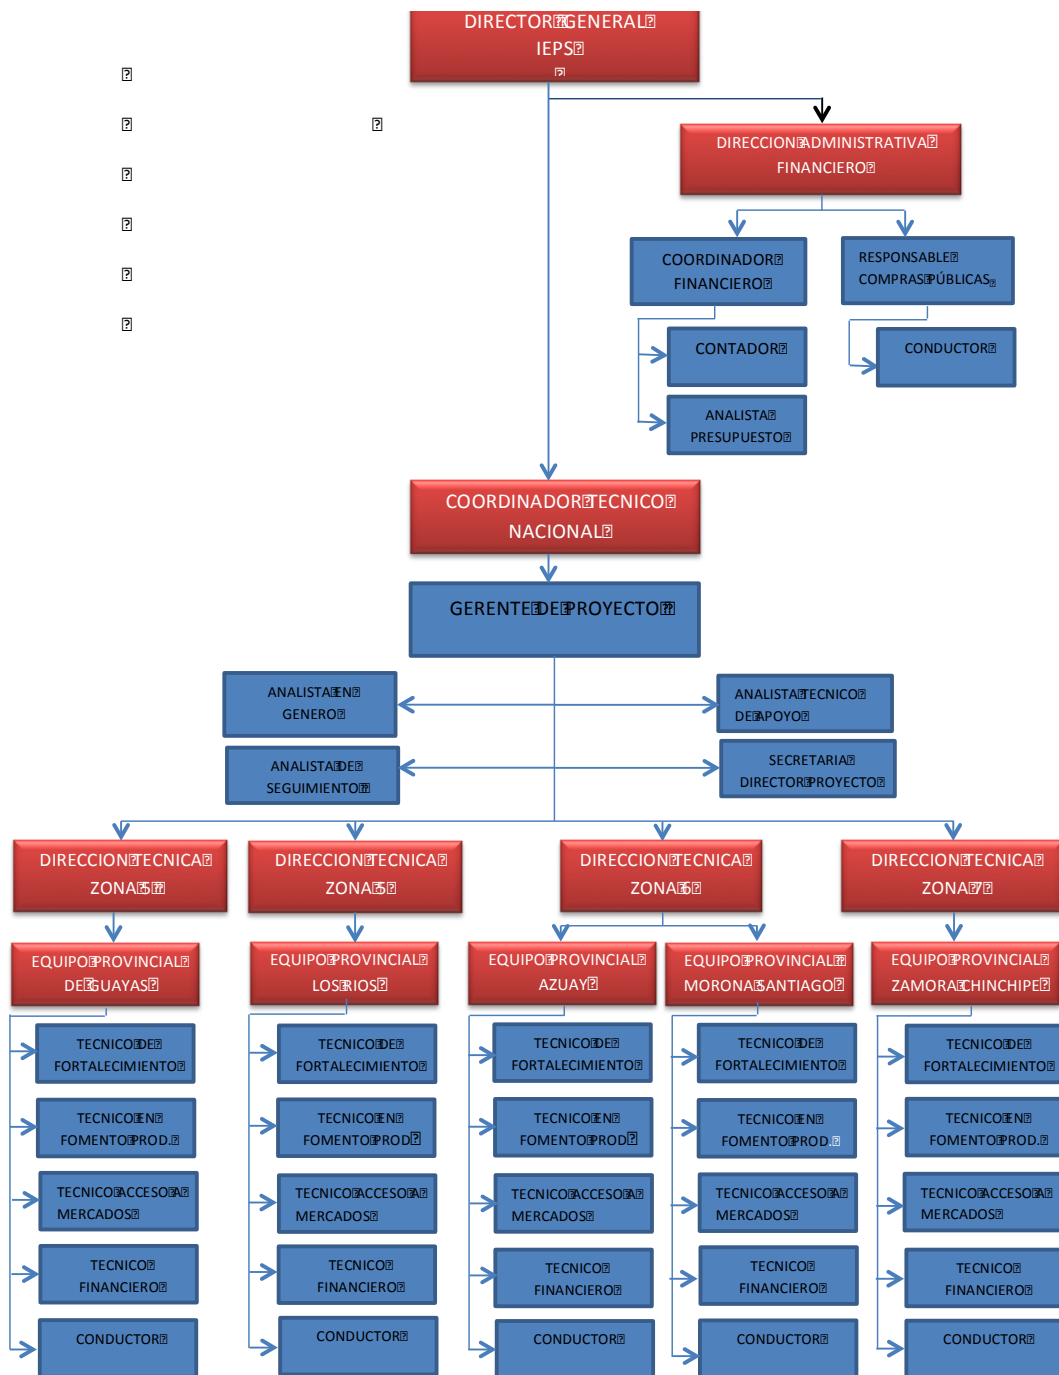 DIRECTOR GENERAL
IEPS
DIRECCION ADMINISTRATIVA
FINANCIERO
COORDINADOR
FINANCIERO
RESPONSABLE
COMPRAS PÚBLICAS
CONTADOR
CONDUCTOR
ANALISTA
PRESUPUESTO
COORDINADOR TECNICO
NACIONAL
GERENTE DE PROYECTO
ANALISTA EN
GENERO
ANALISTA TECNICO
DE APOYO
ANALISTA DE
SEGUIMIENTO
SECRETARIA
DIRECTOR PROYECTO
DIRECCION TECNICA
ZONA 5
DIRECCION TECNICA
ZONA 5
DIRECCION TECNICA
ZONA 6
DIRECCION TECNICA
ZONA 7
EQUIPO PROVINCIAL
DE GUAYAS
EQUIPO PROVINCIAL
LOS RIOS
EQUIPO PROVINCIAL
AZUAY
EQUIPO PROVINCIAL
MORONA SANTIAGO
EQUIPO PROVINCIAL
ZAMORA CHINCHIPE
TECNICO DE
FORTALECIMIENTO
TECNICO DE
FORTALECIMIENTO
TECNICO DE
FORTALECIMIENTO
TECNICO DE
FORTALECIMIENTO
TECNICO DE
FORTALECIMIENTO
TECNICO EN
FOMENTO PROD.
TECNICO EN
FOMENTO PROD
TECNICO EN
FOMENTO PROD
TECNICO EN
FOMENTO PROD.
TECNICO EN
FOMENTO PROD.
TECNICO ACCESO A
MERCADOS
TECNICO ACCESO A
MERCADOS
TECNICO ACCESO A
MERCADOS
TECNICO ACCESO A
MERCADOS
TECNICO ACCESO A
MERCADOS
TECNICO
FINANCIERO
TECNICO
FINANCIERO
TECNICO
FINANCIERO
TECNICO
FINANCIERO
TECNICO
FINANCIERO
CONDUCTOR
CONDUCTOR
CONDUCTOR
CONDUCTOR
CONDUCTOR